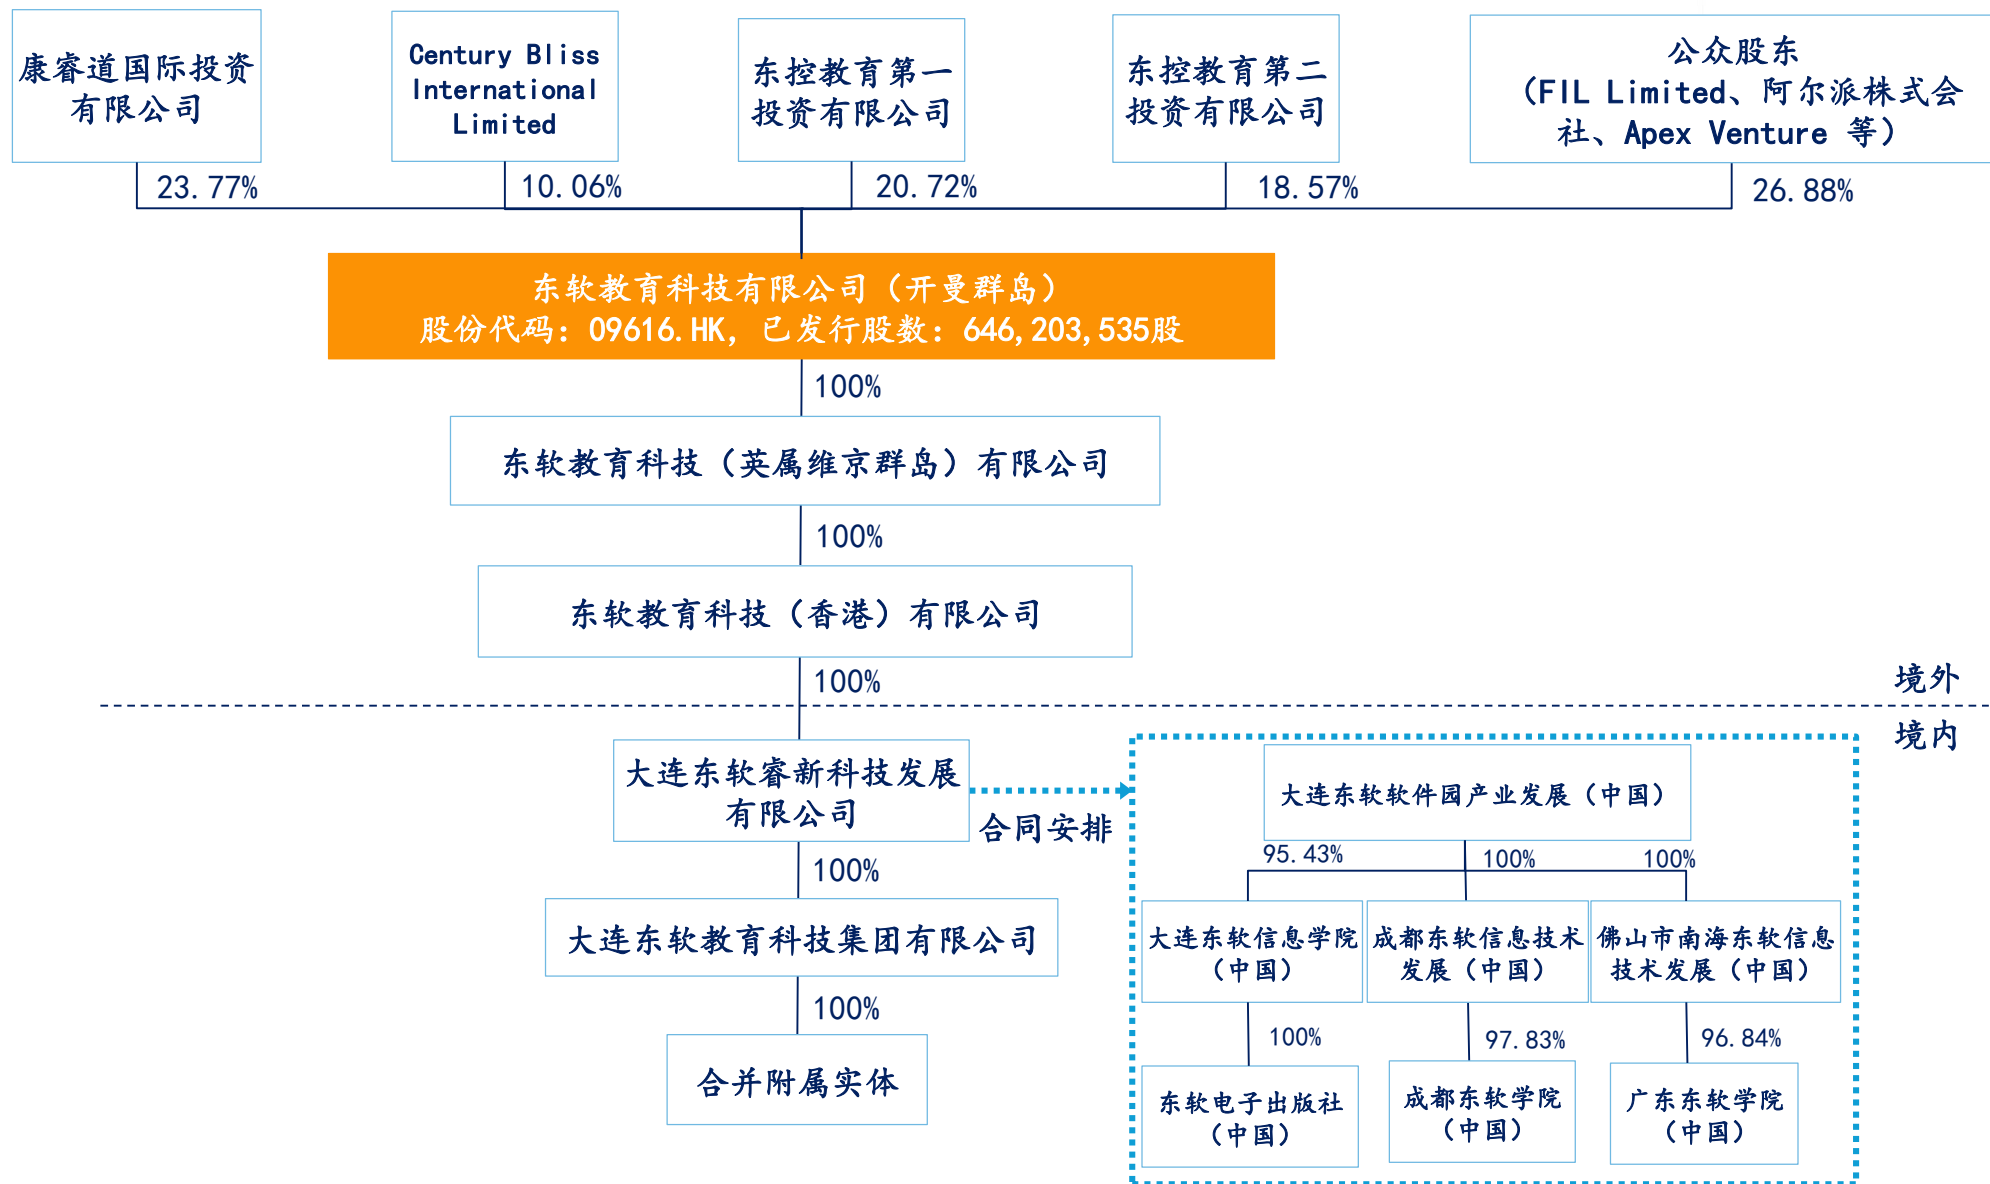 康睿道国际投资
有限公司
Century Bliss
International
Limited
东控教育第一
投资有限公司
东控教育第二
投资有限公司
公众股东
（FIL Limited、阿尔派株式会
社、Apex Venture 等）
23.77%
10.06%
20.72%
18.57%
26.88%
东软教育科技有限公司（开曼群岛）
股份代码：09616.HK，已发行股数：646,203,535股
100%
东软教育科技（英属维京群岛）有限公司
100%
东软教育科技（香港）有限公司
100%
境外
境内
大连东软睿新科技发展
有限公司
合同安排
大连东软软件园产业发展（中国）
100%
95.43%
100%
100%
大连东软教育科技集团有限公司
大连东软信息学院
（中国）
成都东软信息技术
发展（中国）
佛山市南海东软信息
技术发展（中国）
100%
100%
97.83%
96.84%
合并附属实体
东软电子出版社
（中国）
成都东软学院
（中国）
广东东软学院
（中国）